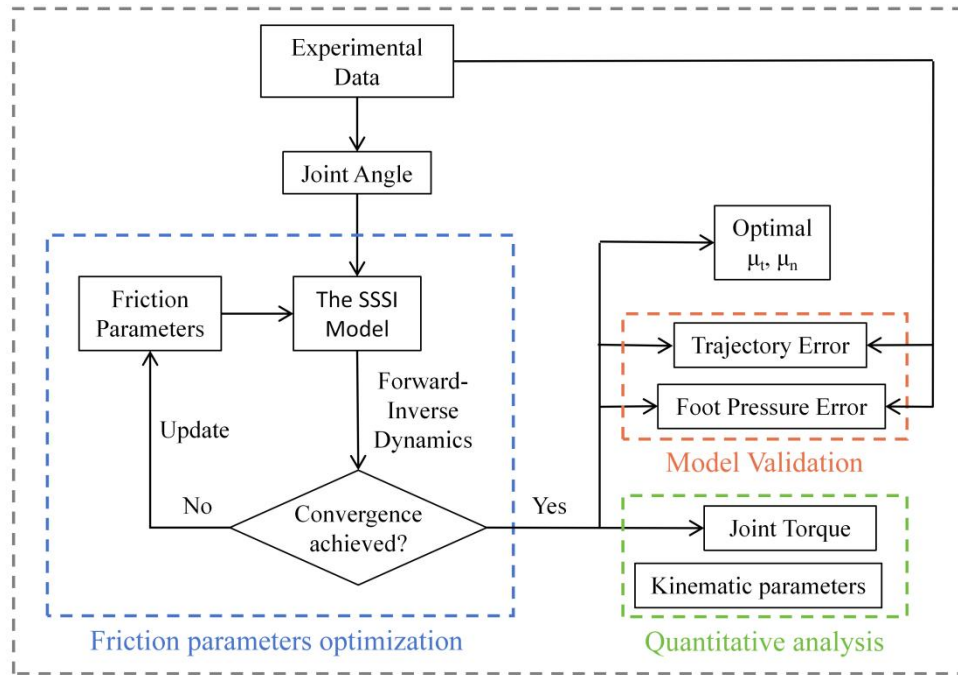 Experimental
Data
Joint Angle
Optimal
μt, μn
Friction
Parameters
The SSSI
Model
Trajectory Error
Forward-
Inverse
Dynamics
Foot Pressure Error
Update
Model Validation
No
Convergence
achieved?
Yes
Joint Torque
Kinematic parameters
Friction parameters optimization
Quantitative analysis